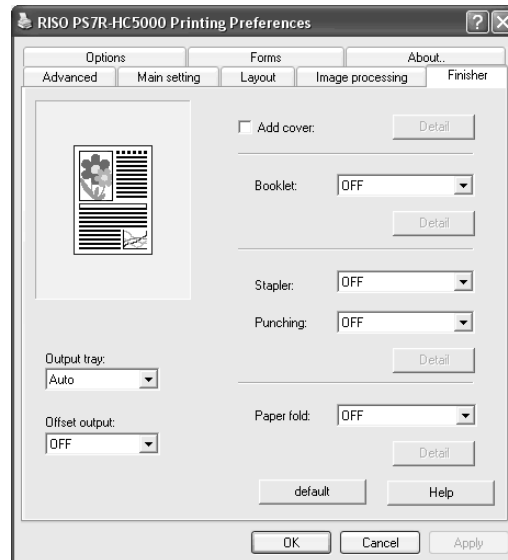 RISO PS7R-HC5000 Printing Preferences
Options Forms About..
Advanced Main setting Layout Image processing Finisher
Add cover: Detail
Booklet: OFF
Detail
Stapler: OFF
Punching: OFF
Detail
Output tray:
Auto
Paper fold: OFF
Offset output:
OFF
Detail
default Help
OK Cancel Apply